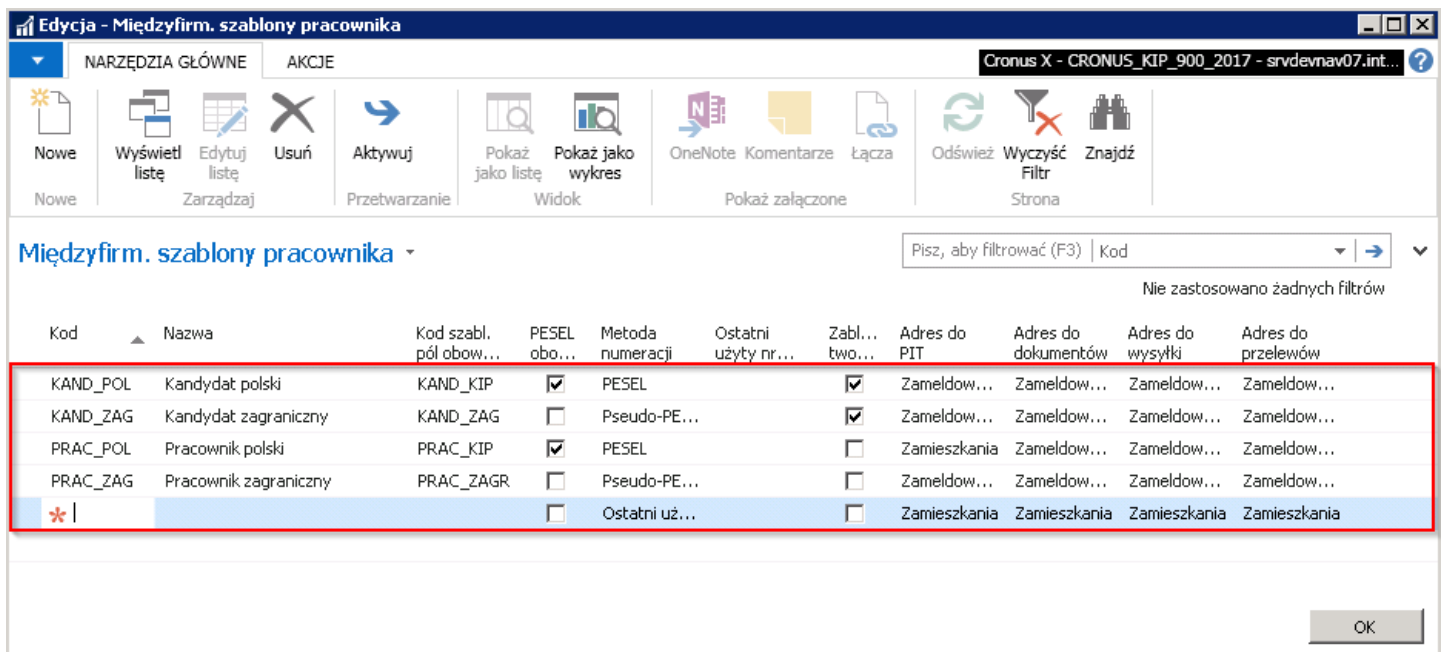 Edycja - Międzyfirm. szablony pracownika
NARZĘDZIA GŁÓWNE AKCJE Cronus X - CRONUS_KIP_900_2017 - srvdevnav07.int...
Nowe Wyświetl listę Edytuj listę Usuń Aktywuj Pokaż jako listę Pokaż jako wykres OneNote Komentarze Łącza Odśwież Wyczyść Filtr Znajdź
Nowe Zarządzaj Przetwarzanie Widok Pokaż załączone Strona
Międzyfirm. szablony pracownika Pisz, aby filtrować (F3) Kod
Nie zastosowano żadnych filtrów
Kod Nazwa Kod szabl. PESEL Metoda Ostatni Zabl... Adres do Adres do Adres do Adres do
pól obow... obo... numeracji użyty nr... two... PIT dokumentów wysyłki przelewów
KAND_POL Kandydat polski KAND_KIP PESEL Zameldow... Zameldow... Zameldow... Zameldow...
KAND_ZAG Kandydat zagraniczny KAND_ZAG Pseudo-PE... Zameldow... Zameldow... Zameldow... Zameldow...
PRAC_POL Pracownik polski PRAC_KIP PESEL Zamieszkania Zameldow... Zameldow... Zameldow...
PRAC_ZAG Pracownik zagraniczny PRAC_ZAGR Pseudo-PE... Zameldow... Zameldow... Zameldow... Zameldow...
Ostatni uż... Zamieszkania Zamieszkania Zamieszkania Zamieszkania
OK